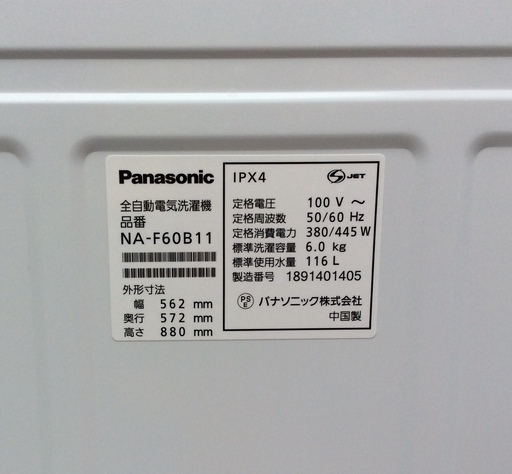 Panasonic
全自動電気洗濯機
品番
NA-F60B11
外形寸法
幅 562 mm
奥行 572 mm
高さ 880 mm
IPX4
S JET
定格電圧 100 V ～
定格周波数 50/60 Hz
定格消費電力 380/445 W
標準洗濯容量 6.0 kg
標準使用水量 116 L
製造番号 1891401405
PS E パナソニック株式会社
中国製